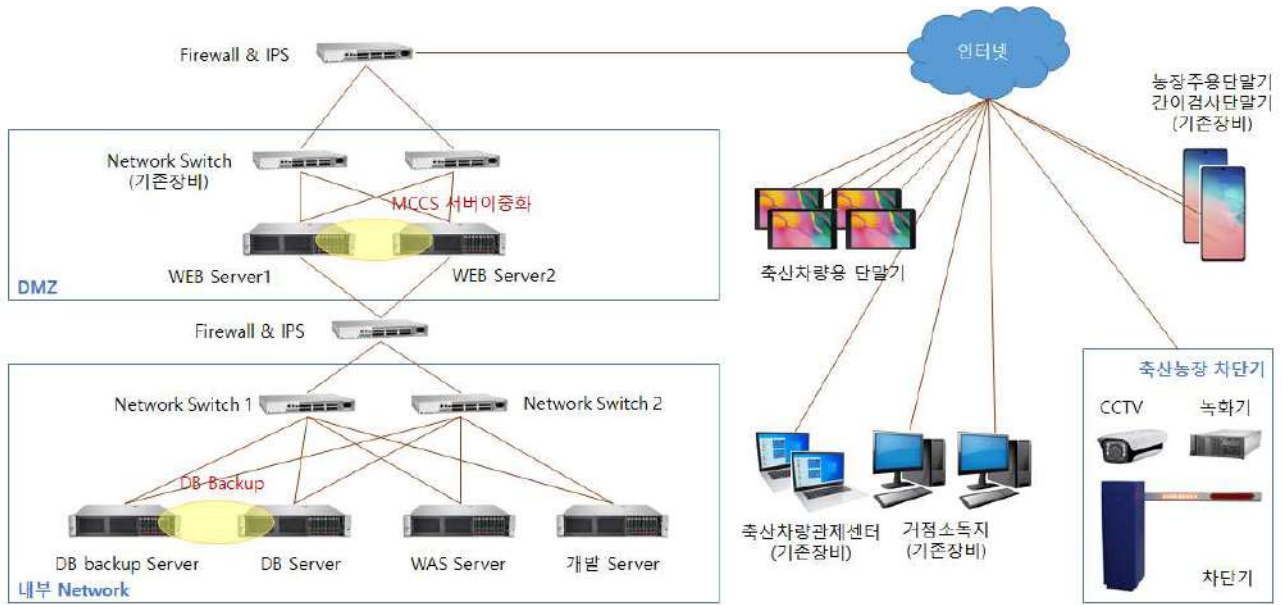 Firewall & IPS
인터넷
농장주용단말기
간이검사단말기
(기존장비)
Network Switch
(기존장비)
MCCS 서버이중화
WEB Server1
WEB Server2
DMZ
축산차량용 단말기
Firewall & IPS
Network Switch 1
Network Switch 2
DB Backup
DB backup Server
DB Server
WAS Server
개발 Server
내부 Network
축산차량관제센터
(기존장비)
거점소독지
(기존장비)
축산농장 차단기
CCTV
녹화기
차단기